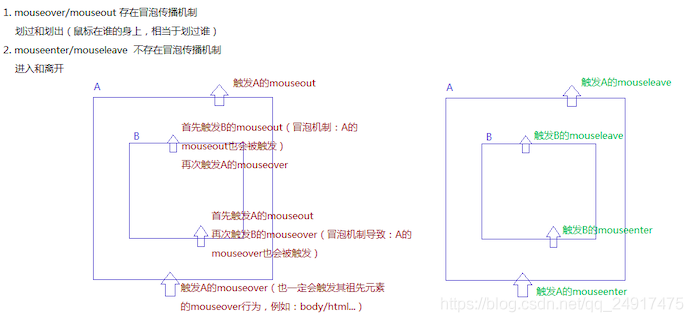 1. mouseover/mouseout 存在冒泡传播机制
划过和划出（鼠标在谁的身上，相当于划过谁）
2. mouseenter/mouseleave 不存在冒泡传播机制
进入和离开
A
触发A的mouseout
B
首先触发B的mouseout（冒泡机制：A的
mouseout也会被触发）
再次触发A的mouseover
首先触发A的mouseout
再次触发B的mouseover（冒泡机制导致：A的
mouseover也会被触发）
触发A的mouseover（也一定会触发其祖先元素
的mouseover行为，例如：body/html...）
A
触发A的mouseleave
B
触发B的mouseleave
触发B的mouseenter
触发A的mouseenter
https://blog.csdn.net/qq_24917475